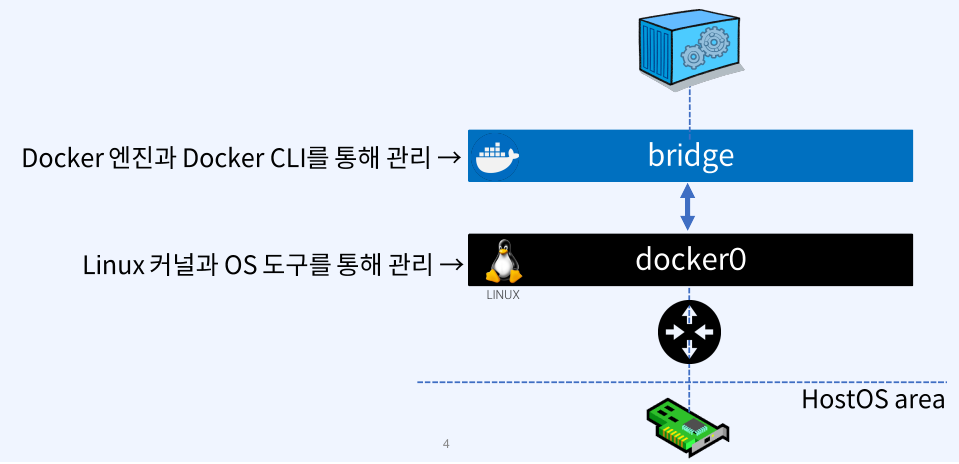 Docker 엔진과 Docker CLI를 통해 관리 →
bridge
Linux 커널과 OS 도구를 통해 관리 →
docker0
LINUX
HostOS area
4